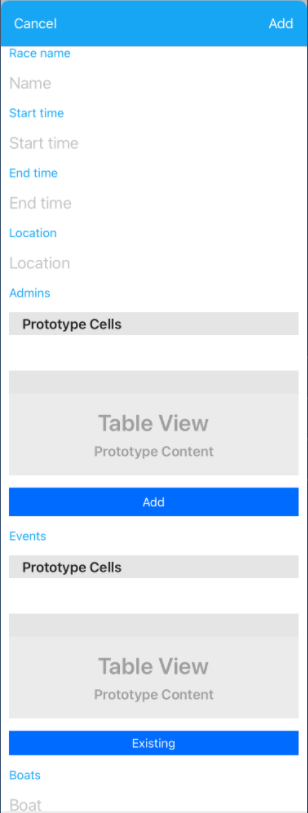 Cancel Add
Race name
Name
Start time
Start time
End time
End time
Location
Location
Admins
Prototype Cells
Table View
Prototype Content
Add
Events
Prototype Cells
Table View
Prototype Content
Existing
Boats
Boat